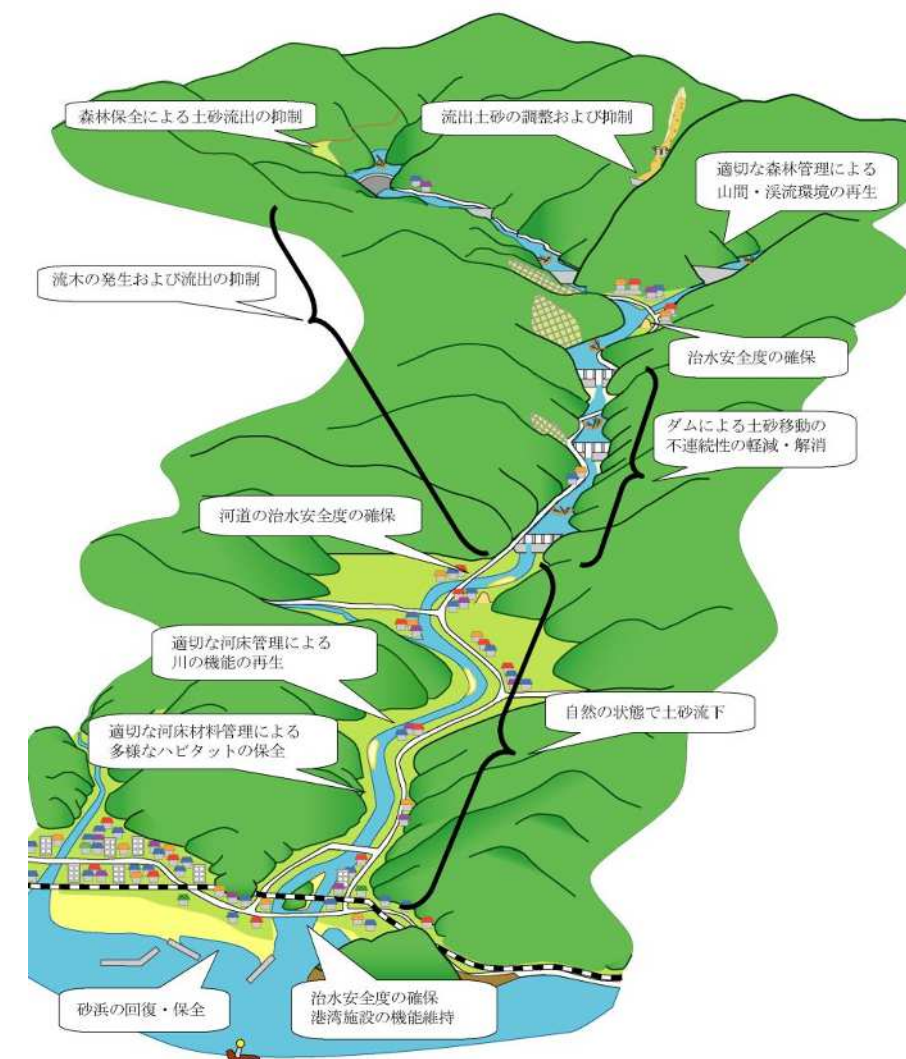 森林保全による土砂流出の抑制
流出土砂の調整および抑制
適切な森林管理による
山間・渓流環境の再生
流木の発生および流出の抑制
治水安全度の確保
ダムによる土砂移動の
不連続性の軽減・解消
河道の治水安全度の確保
適切な河床管理による
川の機能の再生
自然の状態で土砂流下
適切な河床材料管理による
多様なハビタットの保全
砂浜の回復・保全
治水安全度の確保
港湾施設の機能維持